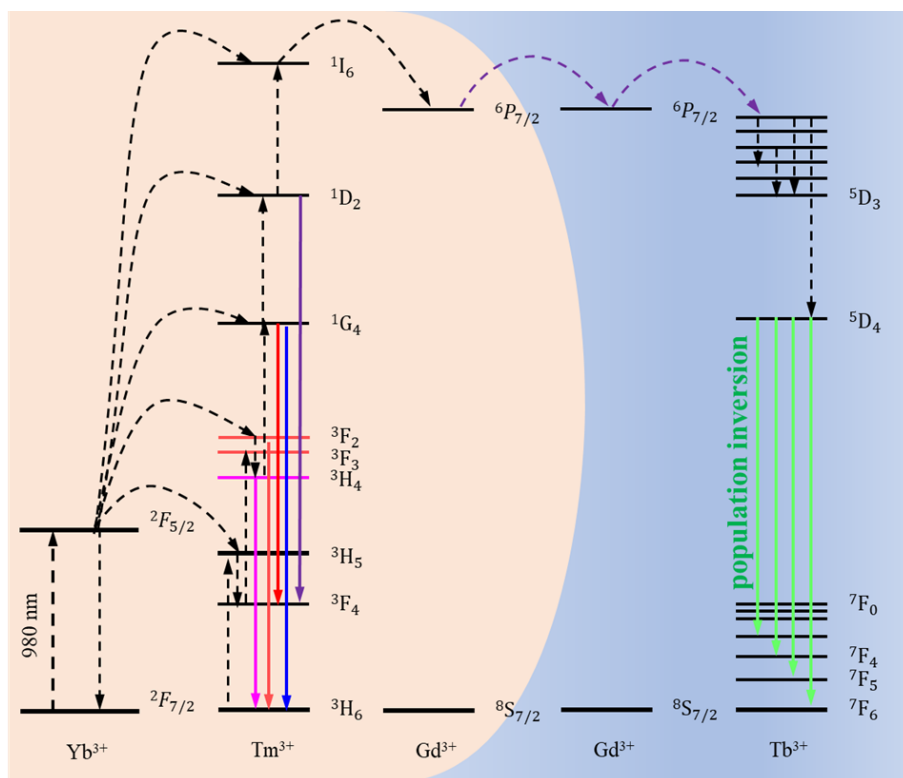 ¹I₆
⁶P₇/₂
⁶P₇/₂
¹D₂
⁵D₃
¹G₄
⁵D₄
population inversion
³F₂
³F₃
³H₄
²F₅/₂
³H₅
980 nm
³F₄
⁷F₀
⁷F₄
⁷F₅
²F₇/₂
³H₆
⁸S₇/₂
⁸S₇/₂
⁷F₆
Yb³⁺
Tm³⁺
Gd³⁺
Gd³⁺
Tb³⁺